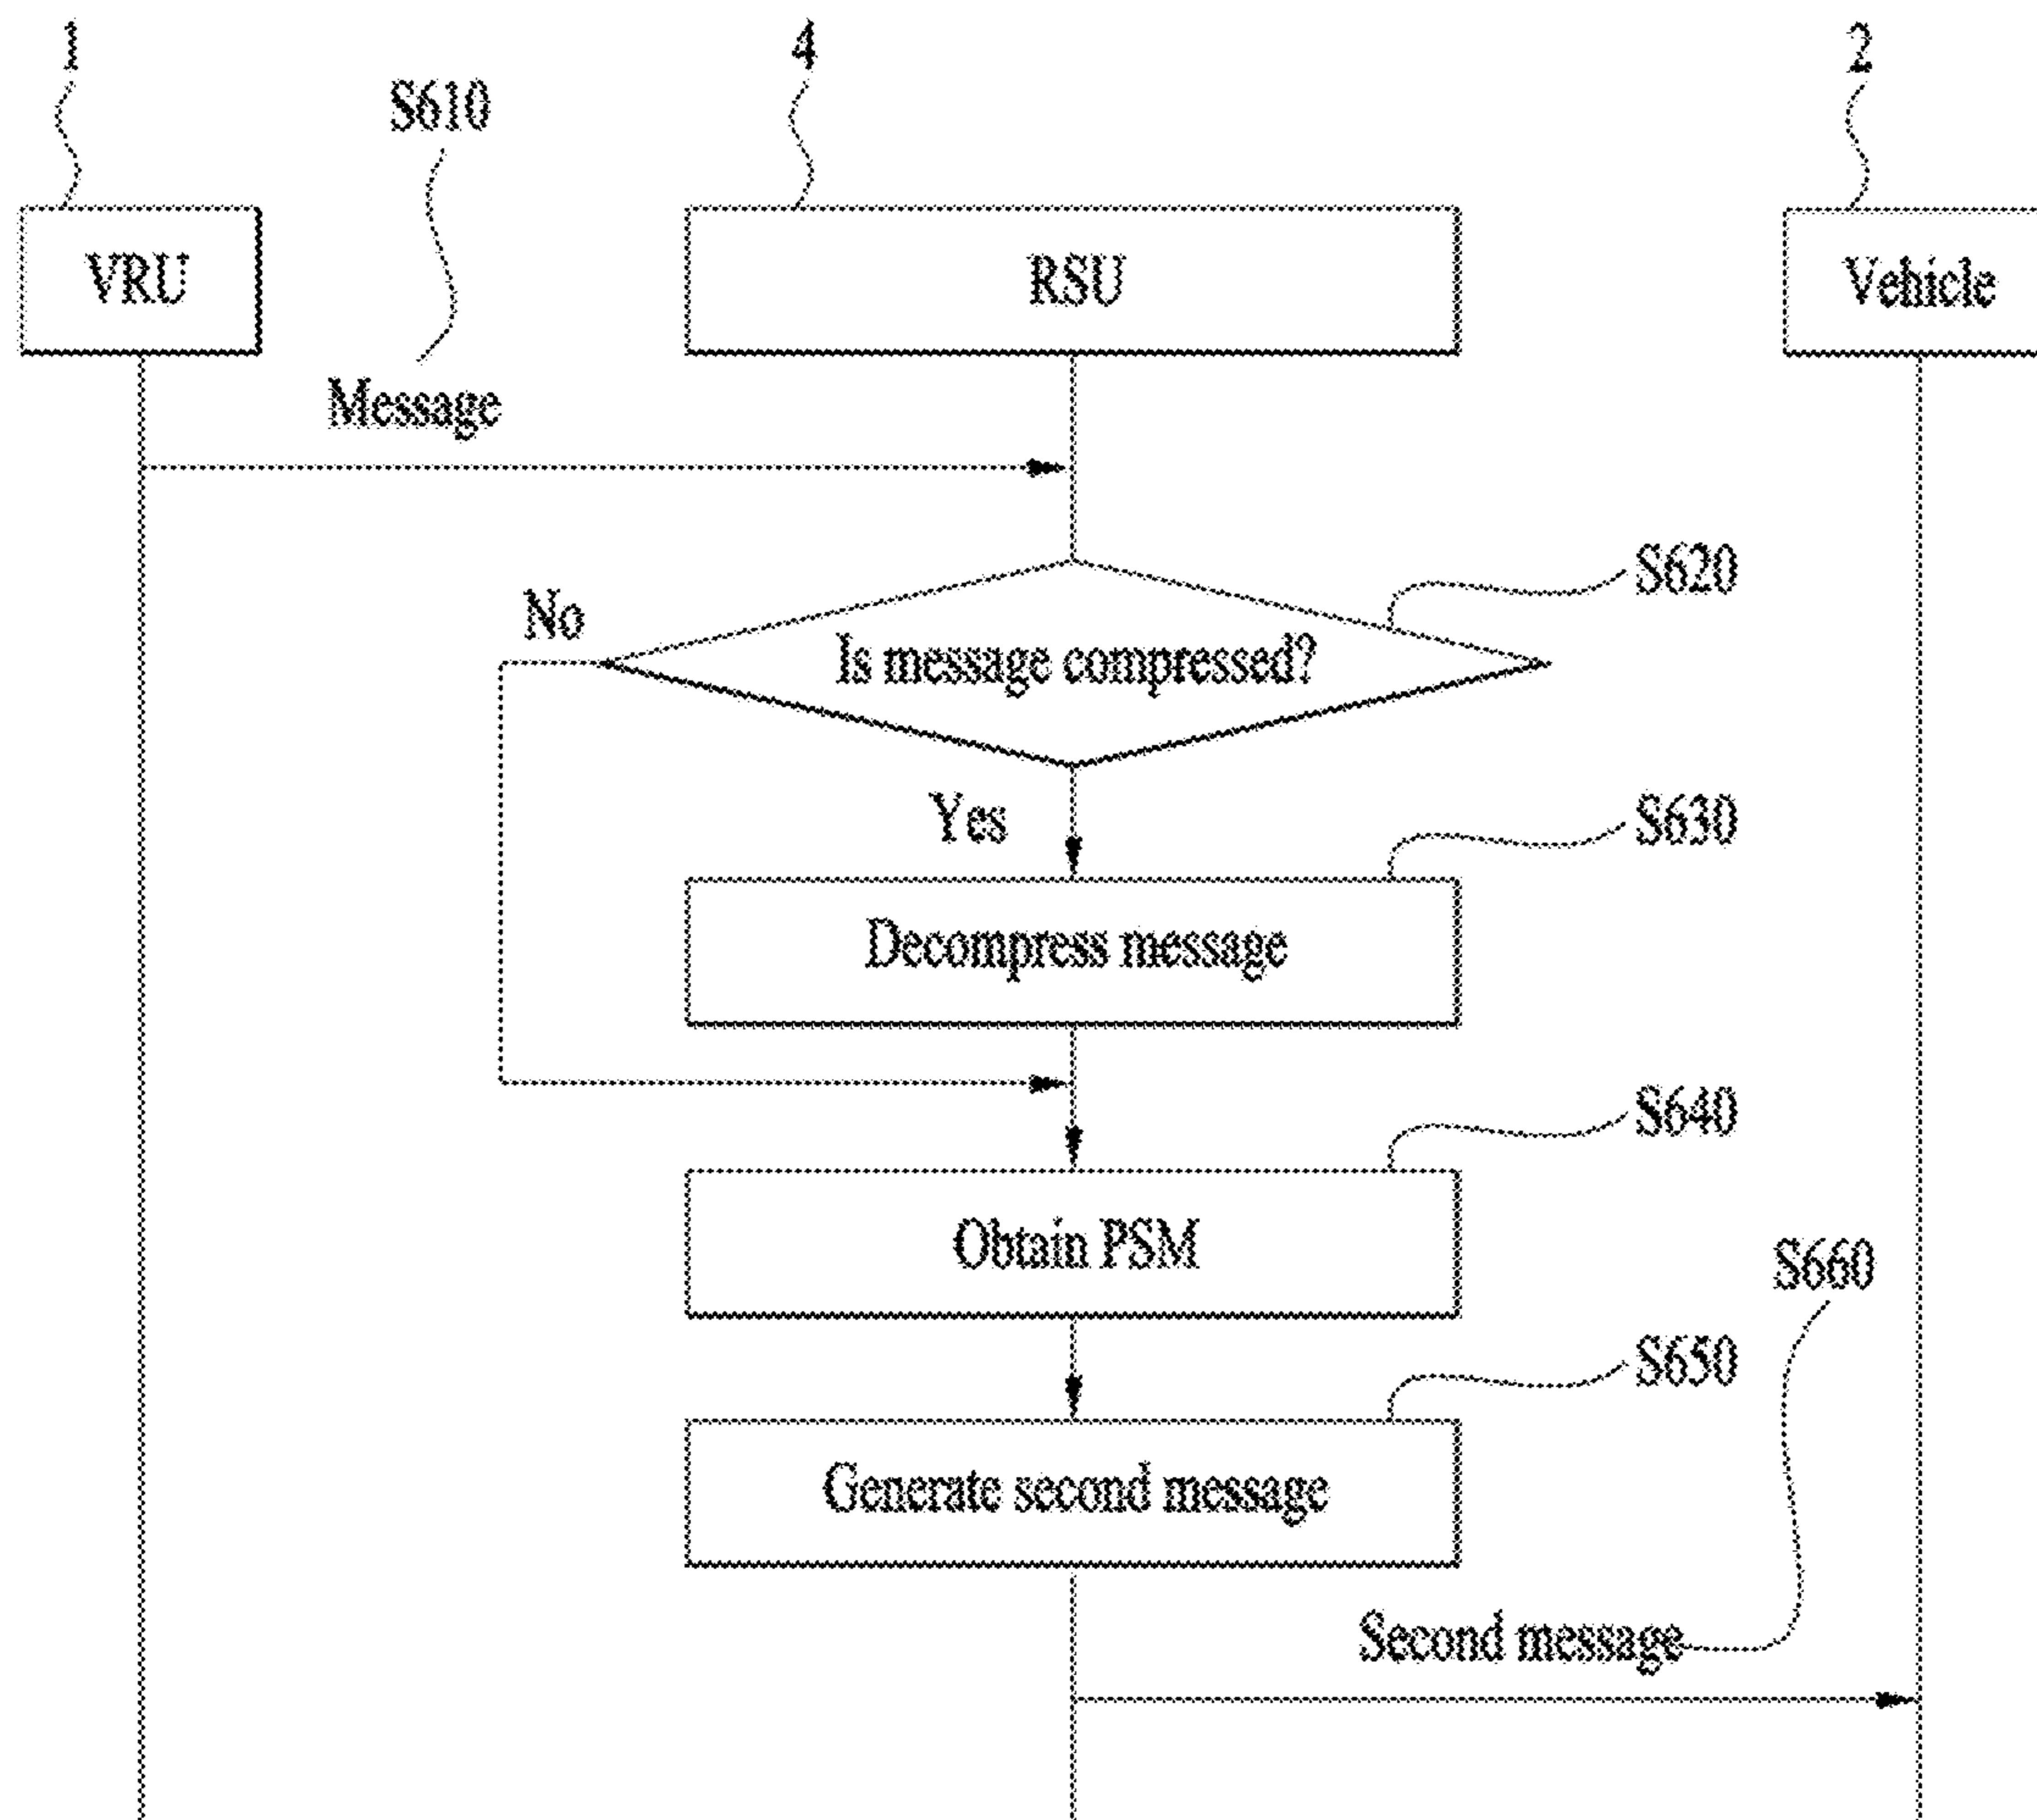 1
4
2
S610
VRU
RSU
Vehicle
Message
S620
No
Is message compressed?
Yes
S630
Decompress message
S640
Obtain PSM
S660
S650
Generate second message
Second message